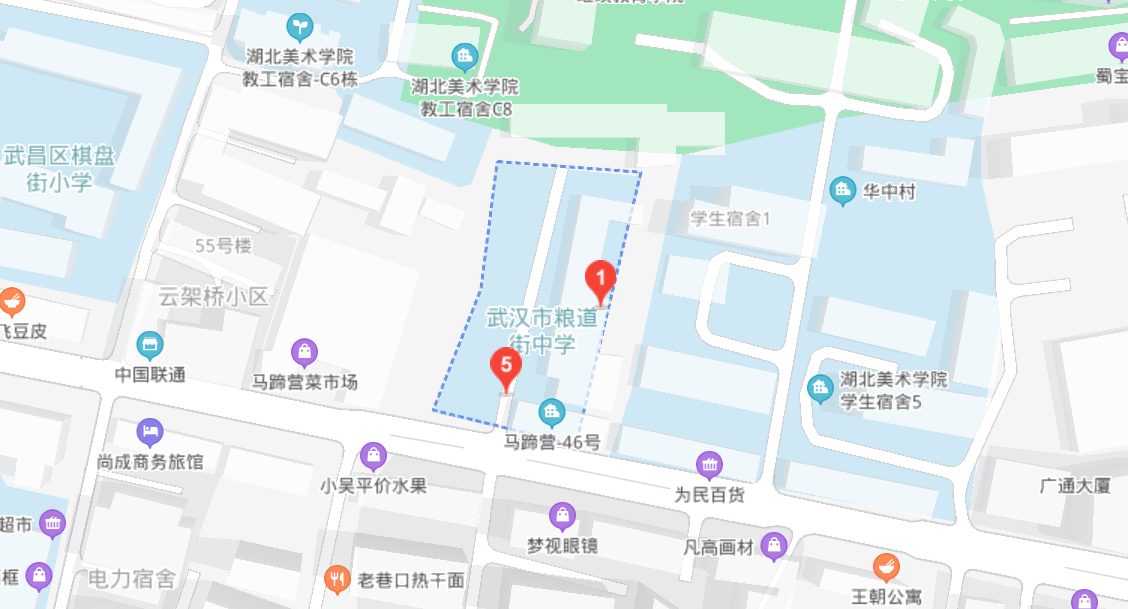 继续教育学院
湖北美术学院
教工宿舍-C6栋
湖北美术学院
教工宿舍C8
蜀宝
武昌区棋盘
街小学
华中村
学生宿舍1
55号楼
云架桥小区
1
飞豆皮
武汉市粮道
街中学
中国联通
马蹄营菜市场
5
湖北美术学院
学生宿舍5
马蹄营-46号
尚成商务旅馆
小吴平价水果
为民百货
广通大厦
超市
梦视眼镜
凡高画材
框
电力宿舍
老巷口热干面
王朝公寓